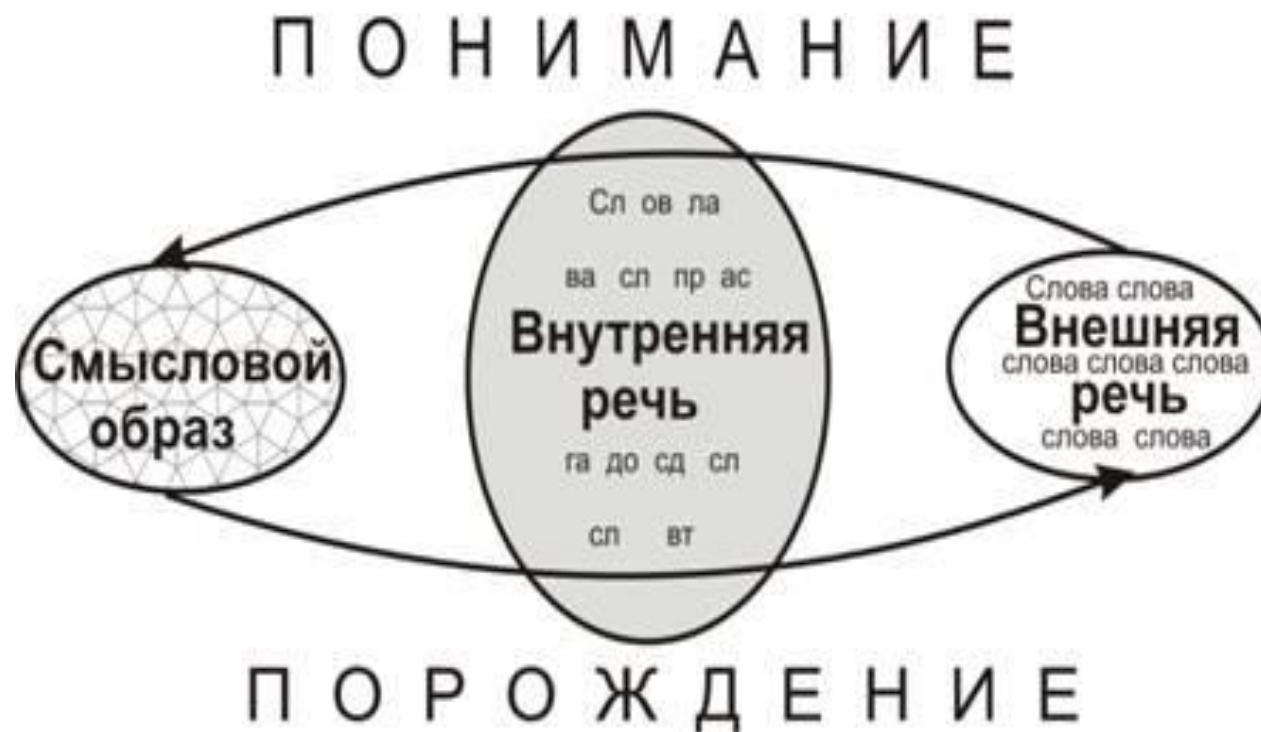 ПОНИМАНИЕ
Сл ов ла
ва сл пр ас
Внутренняя
речь
га до сд сл
сл вт
Смысловой
образ
Слова слова
Внешняя
слова слова слова
речь
слова слова
ПОРОЖДЕНИЕ